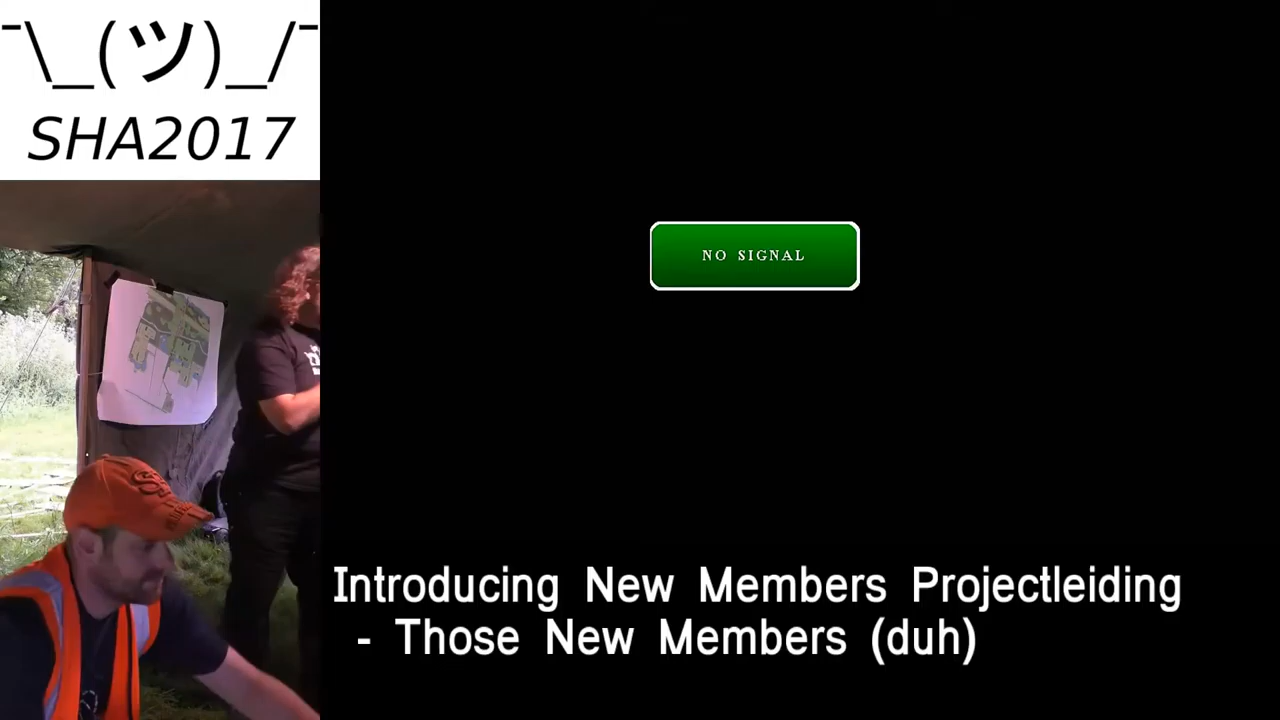 ¯\_(ツ)_/¯
SHA2017
NO SIGNAL
Introducing New Members Projectleiding
- Those New Members (duh)